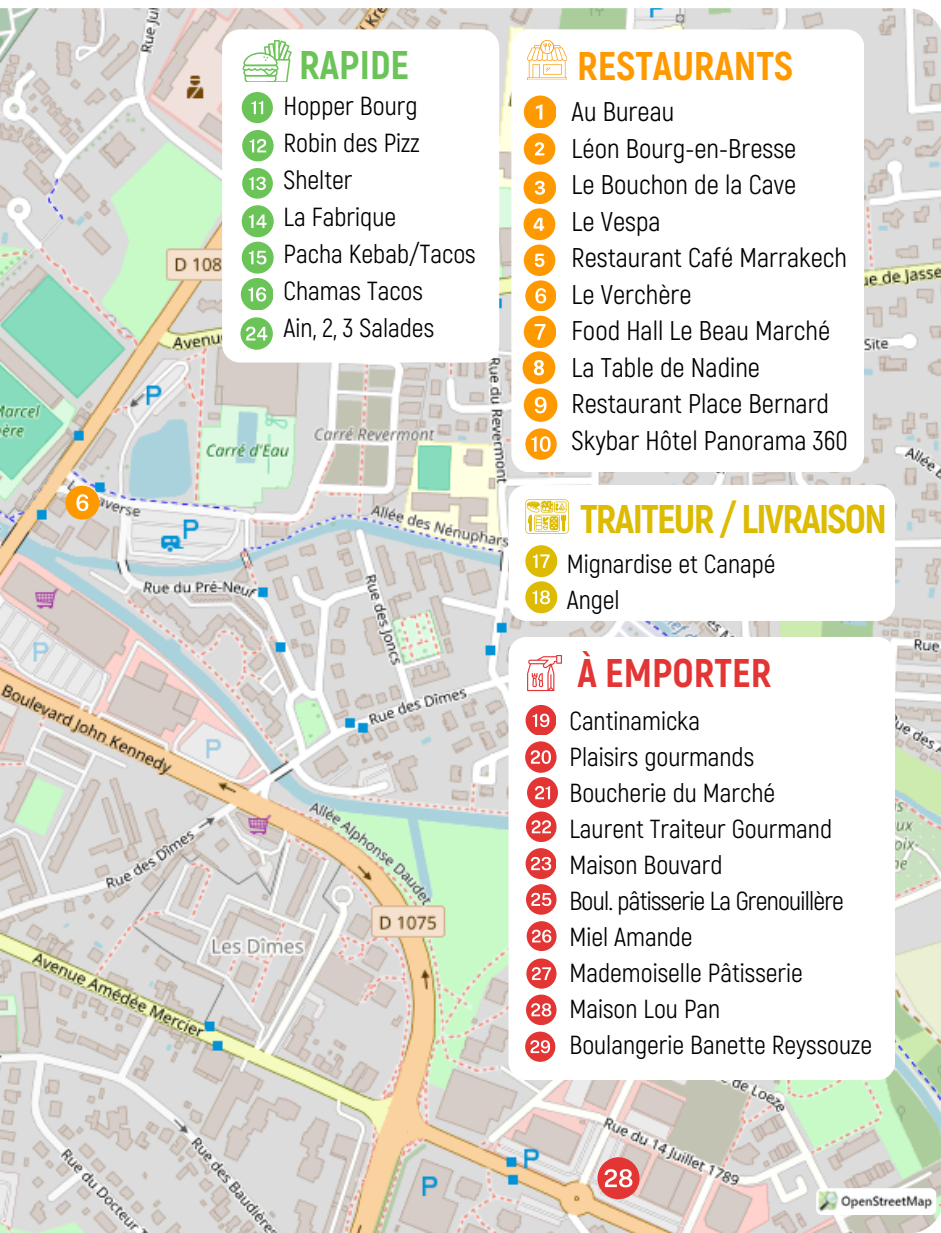 RAPIDE
11 Hopper Bourg
12 Robin des Pizz
13 Shelter
14 La Fabrique
15 Pacha Kebab/Tacos
16 Chamas Tacos
24 Ain, 2, 3 Salades
RESTAURANTS
1 Au Bureau
2 Léon Bourg-en-Bresse
3 Le Bouchon de la Cave
4 Le Vespa
5 Restaurant Café Marrakech
6 Le Verchère
7 Food Hall Le Beau Marché
8 La Table de Nadine
9 Restaurant Place Bernard
10 Skybar Hôtel Panorama 360
TRAITEUR / LIVRAISON
17 Mignardise et Canapé
18 Angel
À EMPORTER
19 Cantinamicka
20 Plaisirs gourmands
21 Boucherie du Marché
22 Laurent Traiteur Gourmand
23 Maison Bouvard
25 Boul. pâtisserie La Grenouillère
26 Miel Amande
27 Mademoiselle Pâtisserie
28 Maison Lou Pan
29 Boulangerie Banette Reyssouze
P
D 108
Rue du Revermont
Site
P
Marcel
Carré d'Eau
Carré Revermont
6
P
Allée des Nénuphars
Rue du Pré-Neuf
Rue des Joncs
P
Rue
Boulevard John Kennedy
P
Rue des Dîmes
Allée Alphonse Daudet
Rue des Dîmes
D 1075
Les Dîmes
Avenue Amédée Mercier
de Loeze
Rue du 14 Juillet 1789
Rue des Baudières
Rue du Docteur
P
P
28
OpenStreetMap